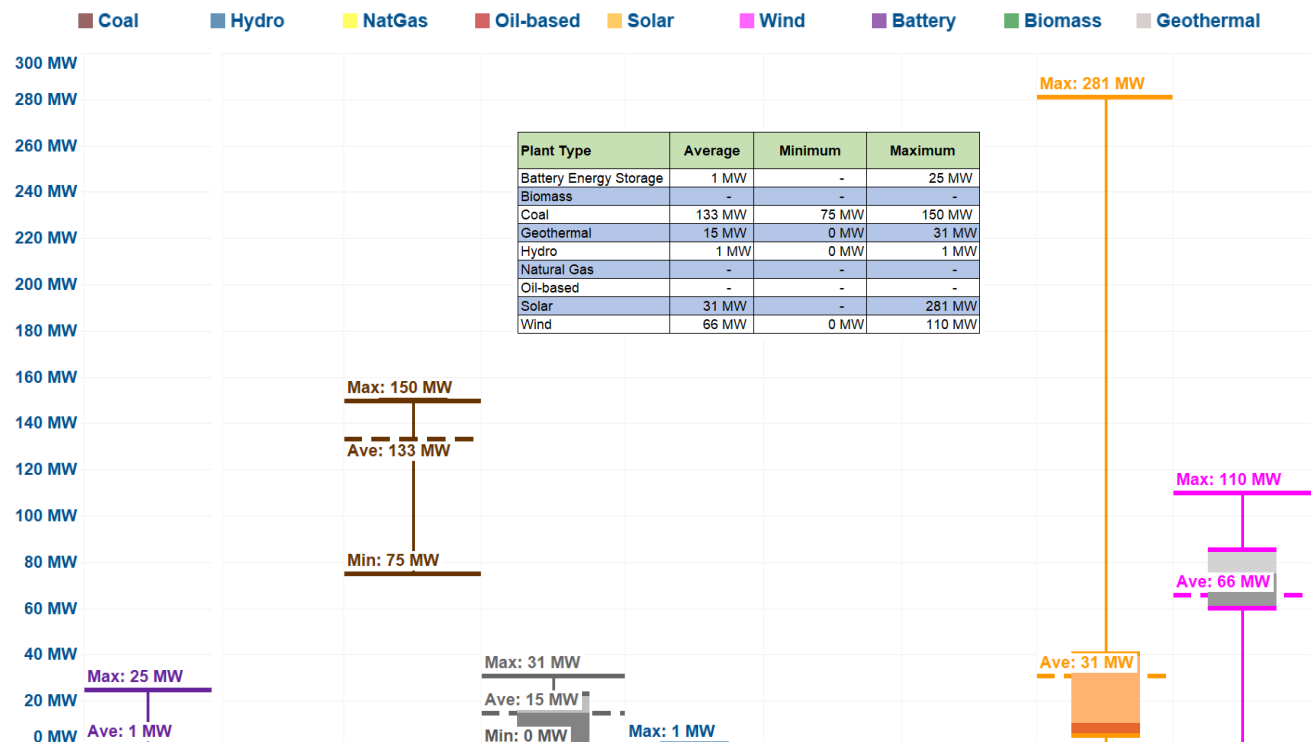 Coal Hydro NatGas Oil-based Solar Wind Battery Biomass Geothermal
300 MW
280 MW
260 MW
240 MW
220 MW
200 MW
180 MW
160 MW
140 MW
120 MW
100 MW
80 MW
60 MW
40 MW
20 MW
0 MW
Max: 25 MW
Ave: 1 MW
Max: 150 MW
Ave: 133 MW
Min: 75 MW
Max: 31 MW
Ave: 15 MW
Min: 0 MW
Max: 1 MW
Plant Type Average Minimum Maximum
Battery Energy Storage 1 MW - 25 MW
Biomass - - -
Coal 133 MW 75 MW 150 MW
Geothermal 15 MW 0 MW 31 MW
Hydro 1 MW 0 MW 1 MW
Natural Gas - - -
Oil-based - - -
Solar 31 MW - 281 MW
Wind 66 MW 0 MW 110 MW
Max: 281 MW
Ave: 31 MW
Max: 110 MW
Ave: 66 MW